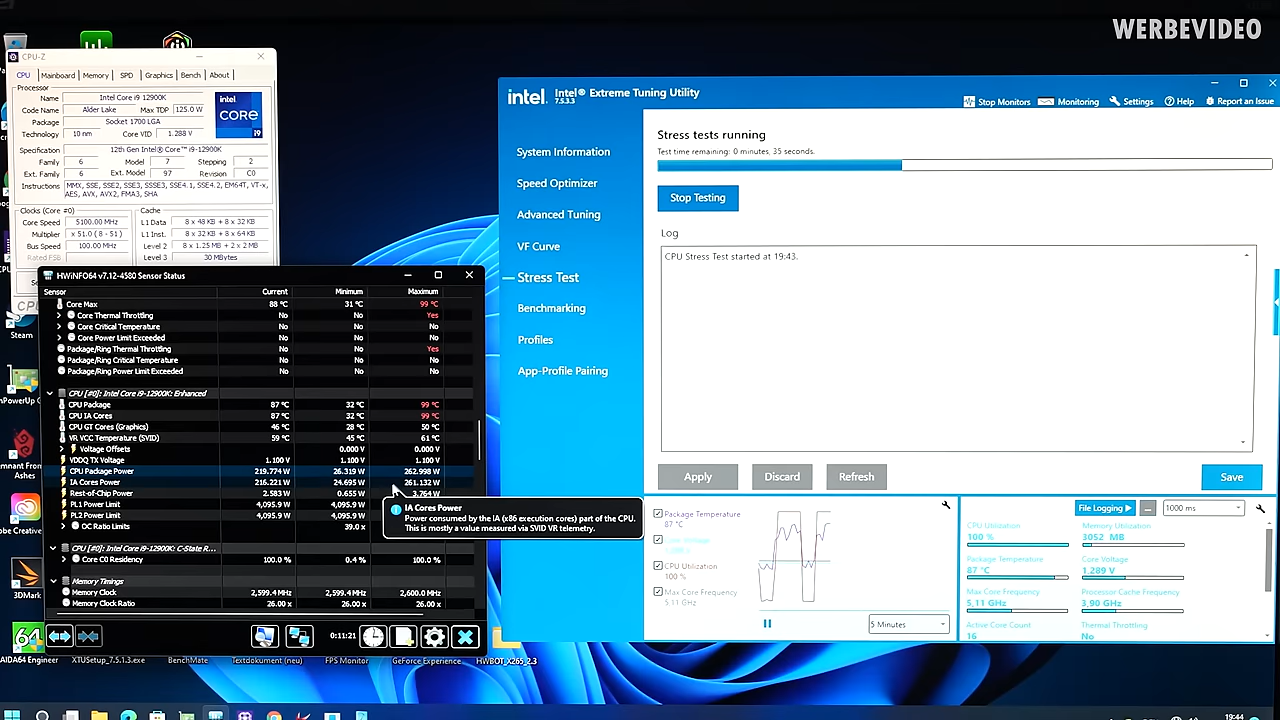 WERBEVIDEO
CPU-Z
CPU Mainboard Memory SPD Graphics Bench About
Processor
Name Intel Core i9 12900K
Code Name Alder Lake Max TDP 125.0 W
Package Socket 1700 LGA
Technology 10 nm Core VID 1.288 V
intel
CORE
i9
Specification 12th Gen Intel® Core™ i9-12900K
Family 6 Model 7 Stepping 2
Ext. Family 6 Ext. Model 97 Revision C0
Instructions MMX, SSE, SSE2, SSE3, SSSE3, SSE4.1, SSE4.2, EM64T, VT-x,
AES, AVX, AVX2, FMA3, SHA
Clocks (Core #0) Cache
Core Speed 5100.00 MHz L1 Data 8 x 48 KB + 8 x 32 KB
Multiplier x 51.0 ( 8 - 51 ) L1 Inst. 8 x 32 KB + 8 x 64 KB
Bus Speed 100.00 MHz Level 2 8 x 1.25 MB + 2 x 2 MB
Rated FSB Level 3 30 MBytes
HWiNFO64 v7.12-4580 Sensor Status
Sensor Current Minimum Maximum
Core Max 88 °C 31 °C 99 °C
Core Thermal Throttling No No Yes
Core Critical Temperature No No No
Core Power Limit Exceeded No No No
Package/Ring Thermal Throttling No No Yes
Package/Ring Critical Temperature No No No
Package/Ring Power Limit Exceeded No No No
CPU [#0]: Intel Core i9-12900K: Enhanced
CPU Package 87 °C 32 °C 99 °C
CPU IA Cores 87 °C 32 °C 99 °C
CPU GT Cores (Graphics) 46 °C 28 °C 50 °C
VR VCC Temperature (SVID) 59 °C 45 °C 61 °C
Voltage Offsets 0.000 V 0.000 V
VDDQ TX Voltage 1.100 V 1.100 V 1.100 V
CPU Package Power 219.774 W 26.319 W 262.998 W
IA Cores Power 216.221 W 24.695 W 261.132 W
Rest-of-Chip Power 2.583 W 0.655 W 3.764 W
PL1 Power Limit 4,095.9 W 4,095.9 W
PL2 Power Limit 4,095.9 W 4,095.9 W
OC Ratio Limits 39.0 x
IA Cores Power
Power consumed by the IA (x86 execution cores) part of the CPU.
This is mostly a value measured via SVID VR telemetry.
CPU [#0]: Intel Core i9-12900K: C-State R...
Core C0 Residency 100.0 % 0.4 % 100.0 %
Memory Timings
Memory Clock 2,599.4 MHz 2,599.4 MHz 2,600.0 MHz
Memory Clock Ratio 26.00 x 26.00 x 26.00 x
0:11:21
Steam
3DMark
64
AIDA64 Engineer XTUSetup_7.5.1.3.exe BenchMate Textdokument (neu) FPS Monitor GeForce Experience HWBOT_X265_2.3
intel. Intel® Extreme Tuning Utility
7.5.3.3
Stop Monitors Monitoring Settings Help Report an Issue
System Information
Speed Optimizer
Advanced Tuning
VF Curve
Stress Test
Benchmarking
Profiles
App-Profile Pairing
Stress tests running
Test time remaining: 0 minutes, 35 seconds.
Stop Testing
Log
CPU Stress Test started at 19:43.
Apply Discard Refresh Save
Package Temperature
87 °C
CPU Utilization
100 %
Max Core Frequency
5.11 GHz
5 Minutes
File Logging ... 1000 ms
CPU Utilization Memory Utilization
100 % 3052 MB
Package Temperature Core Voltage
87 °C 1.289 V
Max Core Frequency Processor Cache Frequency
5.11 GHz 3.90 GHz
Active Core Count Thermal Throttling
16 No
19:44